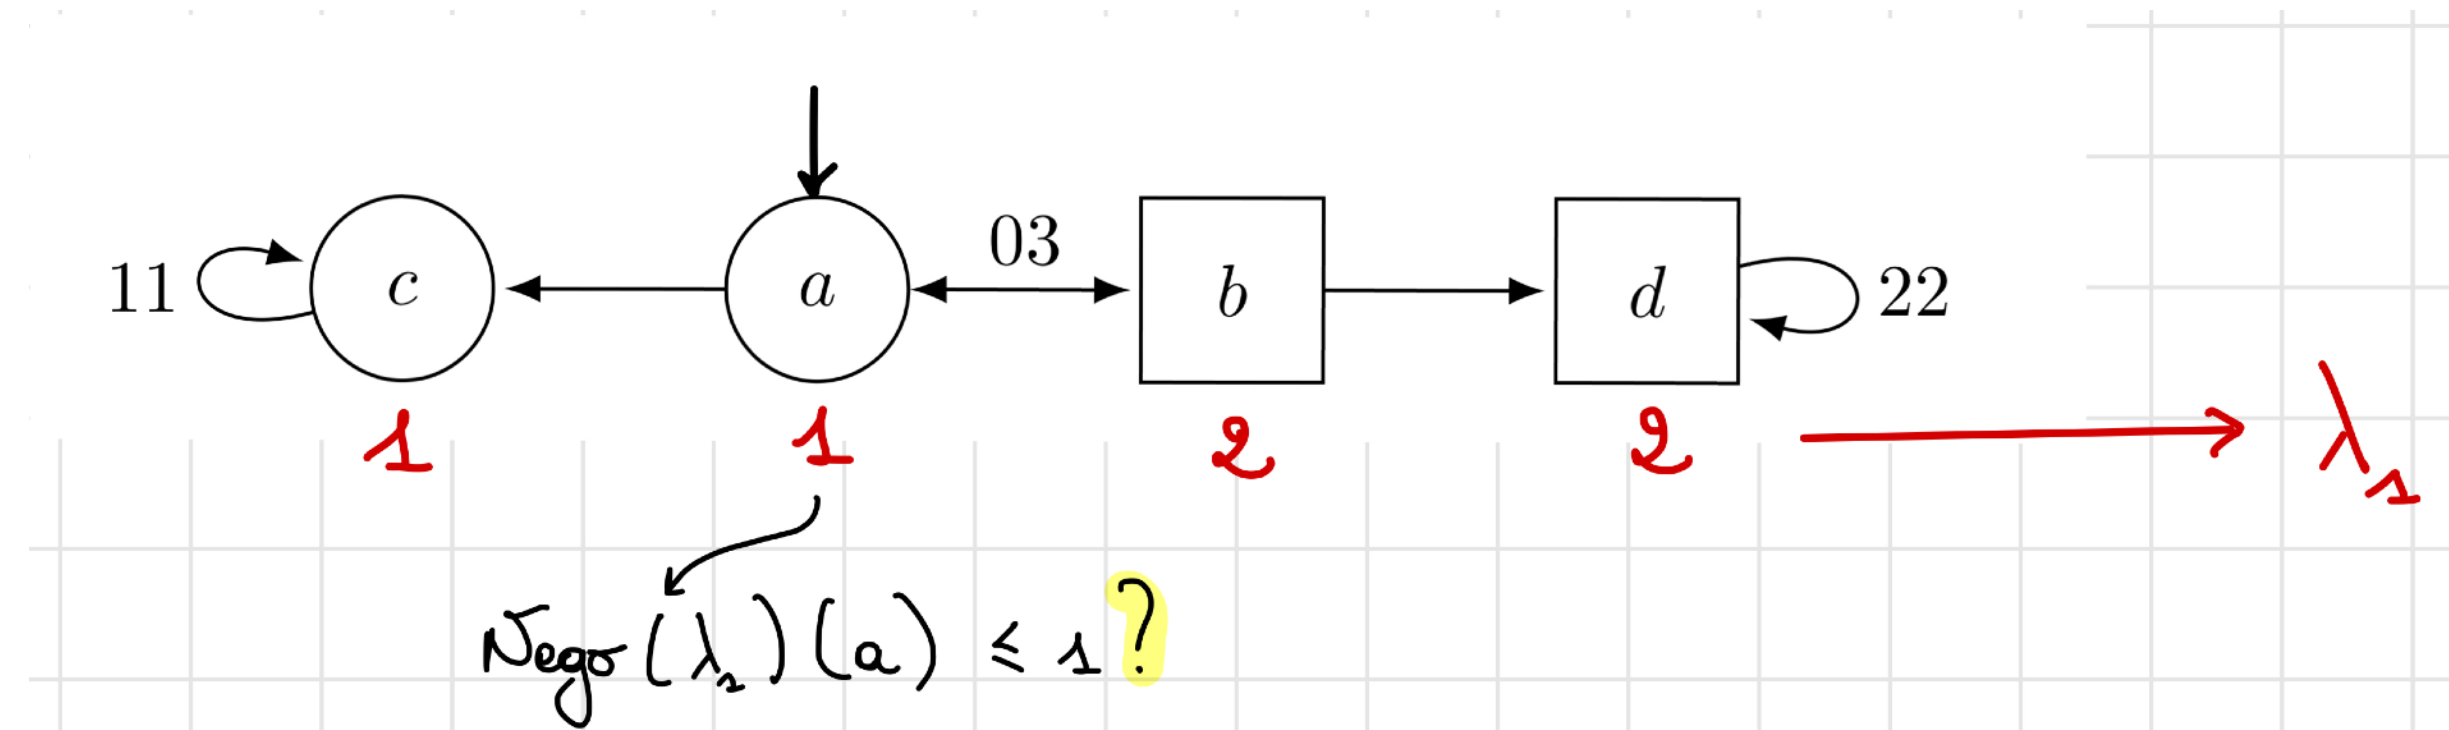 03
11 c a b d 22
1 1 2 2 → λ₁
Nego(λ₁)(a) ≤ 1?